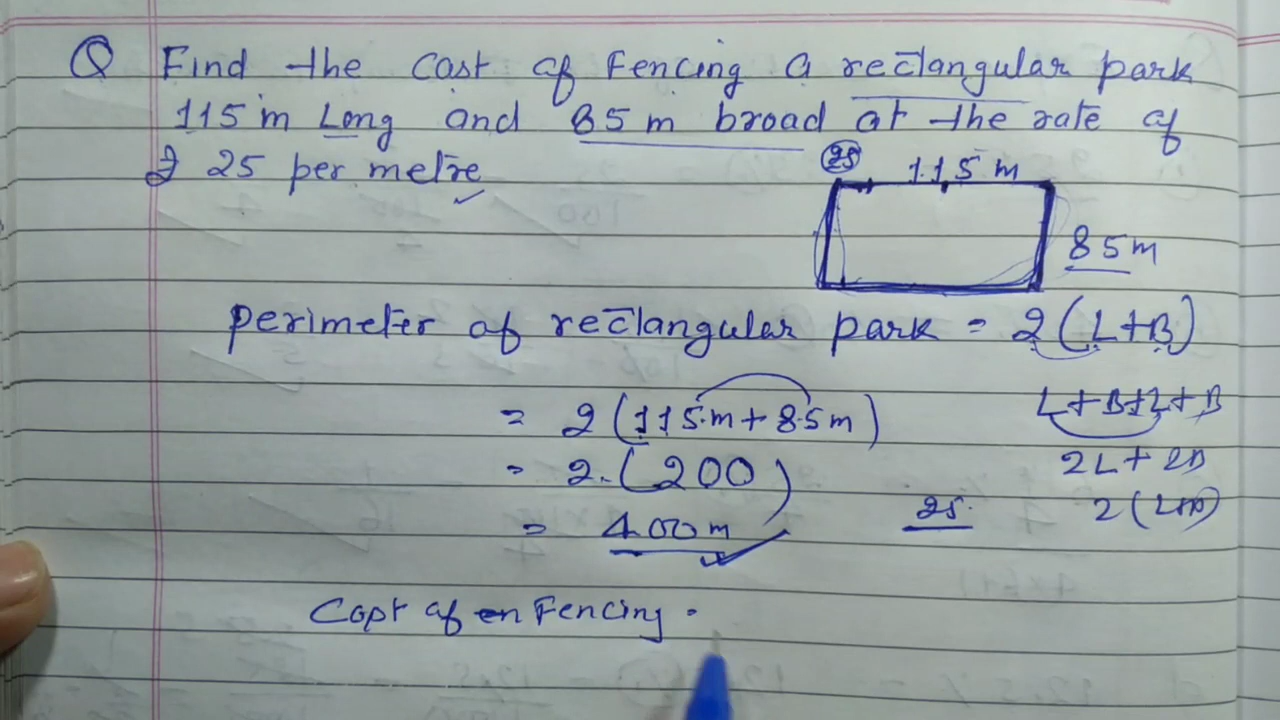 Q Find the cost of Fencing a rectangular park
115 m Long and 85 m broad at the rate of
₹ 25 per metre
25
115 m
85 m
perimeter of rectangular park = 2 (L+B)
= 2 (115 m + 85 m)
= 2 (200)
= 400 m
L+B+L+B
2L + 2B
2 (L+B)
25
Cost of Fencing =